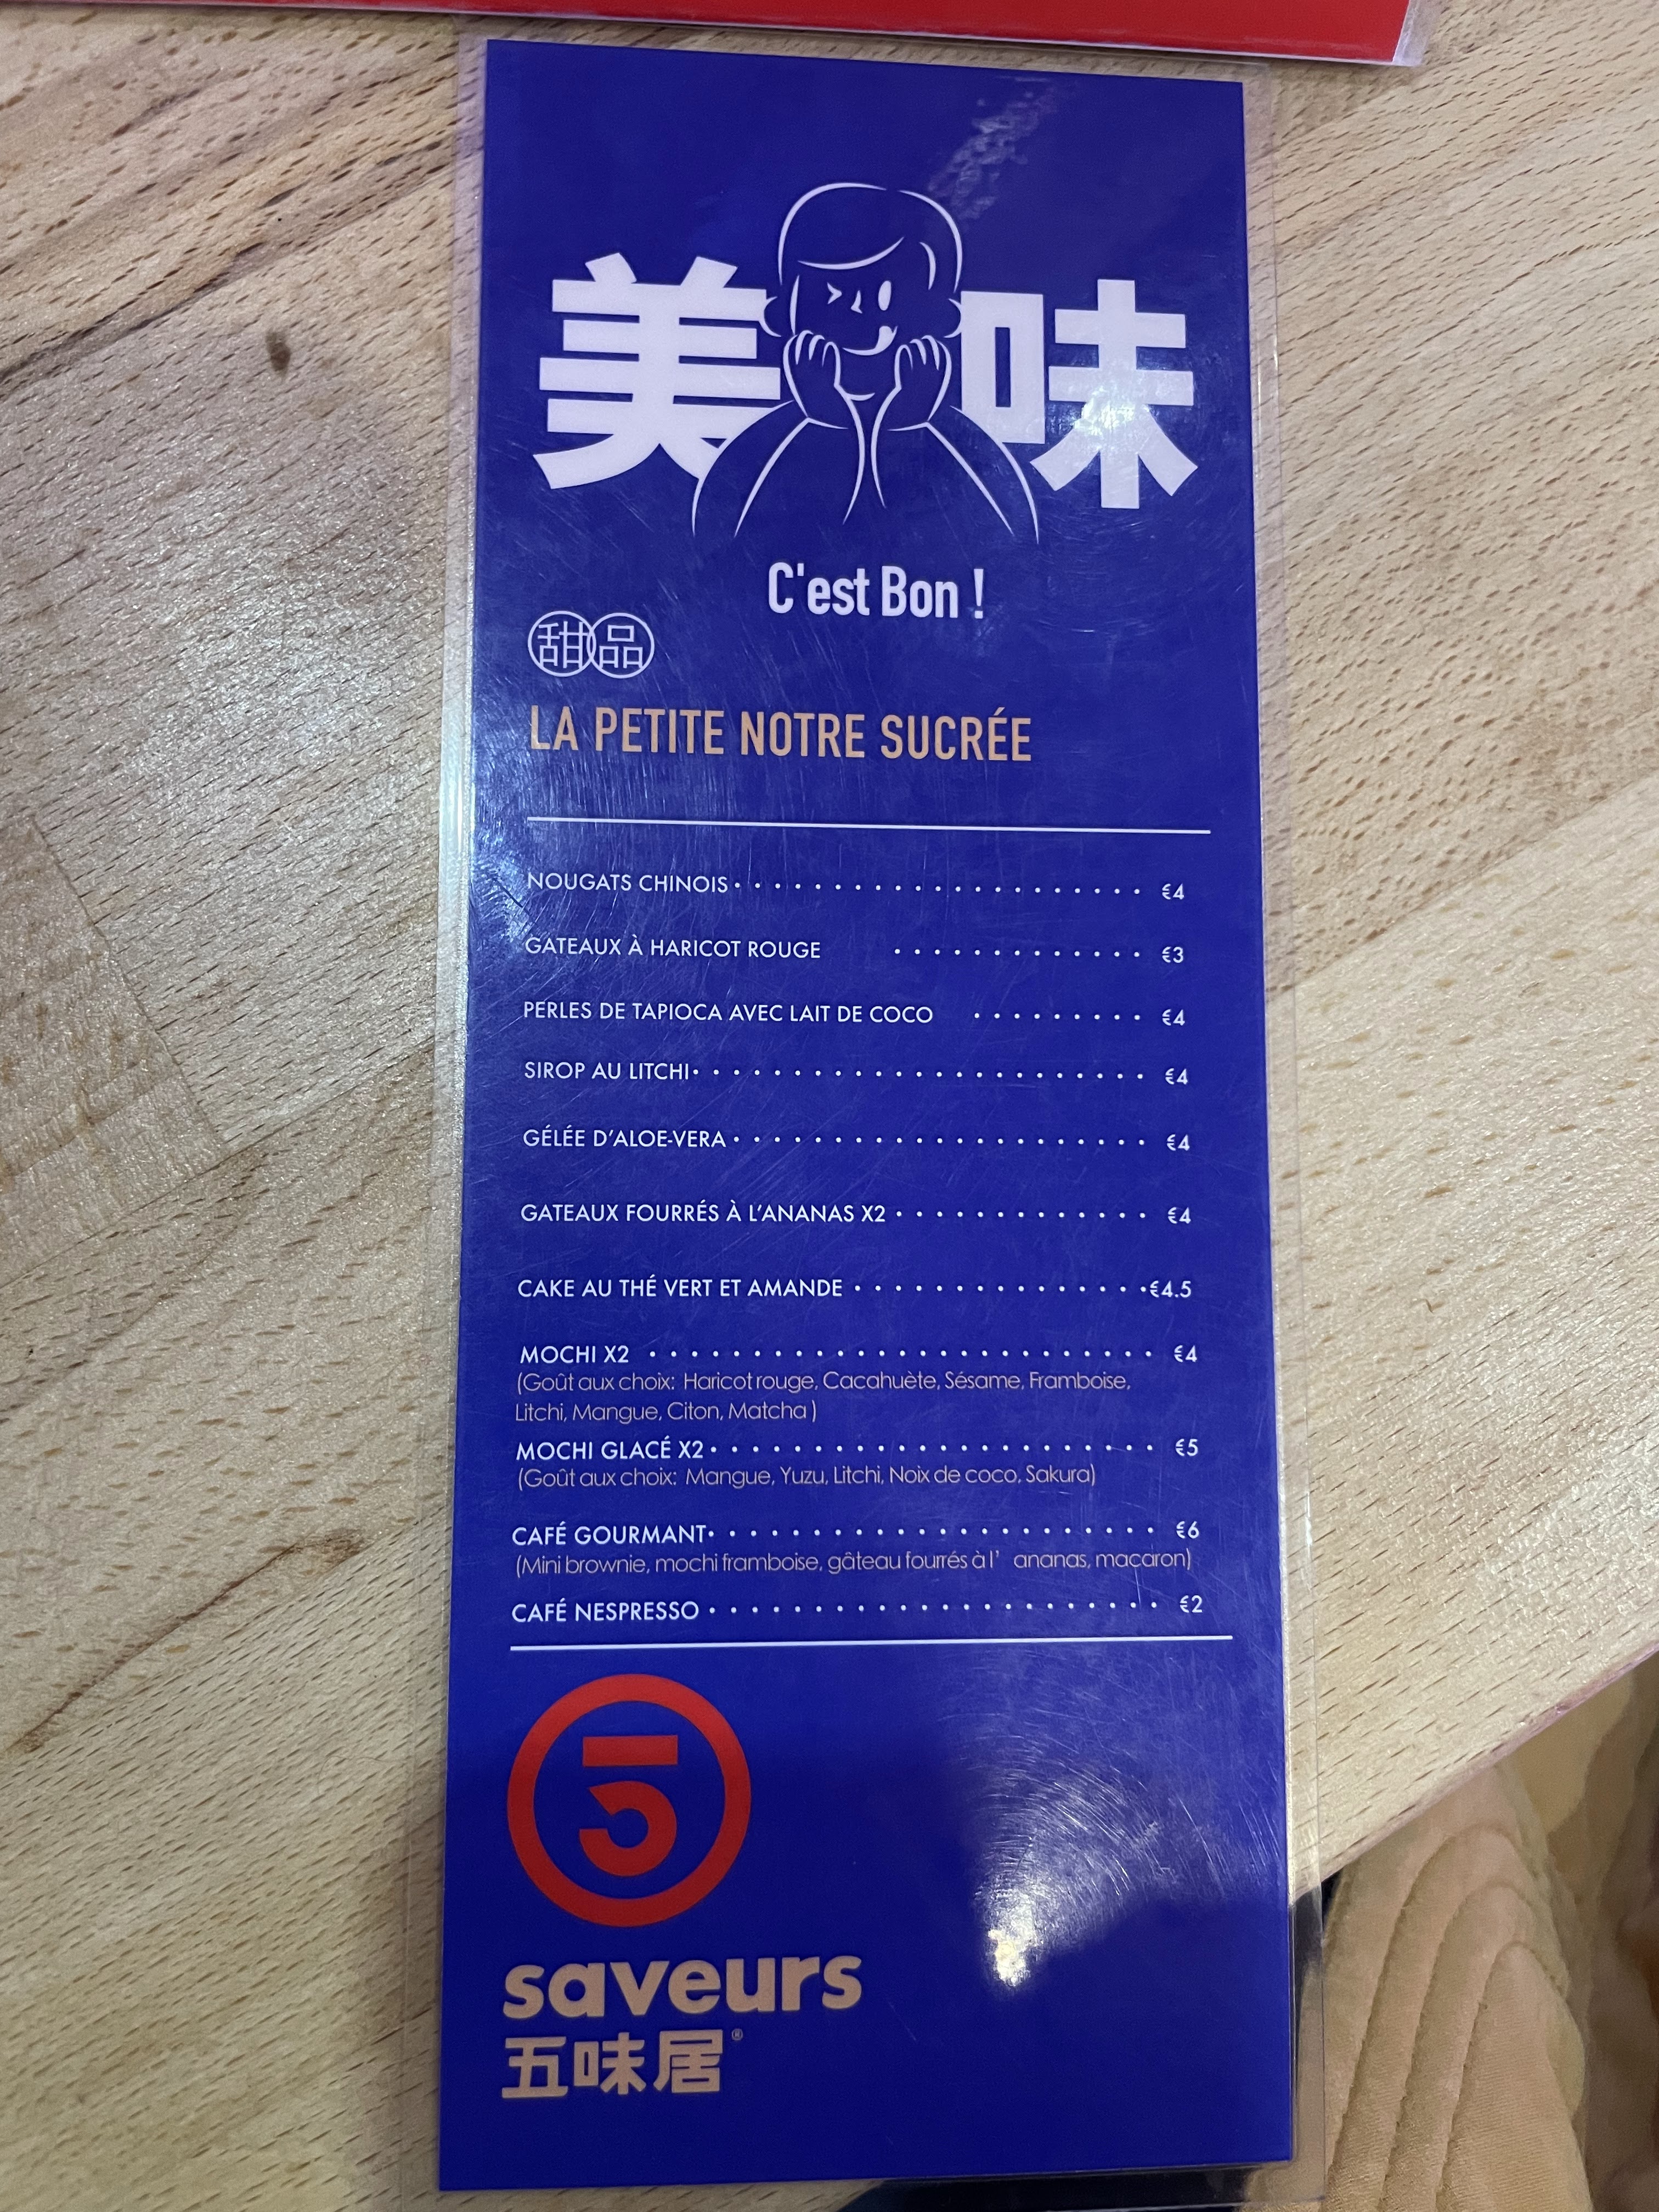 美味
C'est Bon !
甜品
LA PETITE NOTRE SUCRÉE
NOUGATS CHINOIS · · · · · · · · · · · · · · · · · · · · · €4
GATEAUX À HARICOT ROUGE · · · · · · · · · · · · · €3
PERLES DE TAPIOCA AVEC LAIT DE COCO · · · · · · · · · €4
SIROP AU LITCHI · · · · · · · · · · · · · · · · · · · · · · · €4
GÉLÉE D'ALOE-VERA · · · · · · · · · · · · · · · · · · · · · €4
GATEAUX FOURRÉS À L'ANANAS X2 · · · · · · · · · · · · · €4
CAKE AU THÉ VERT ET AMANDE · · · · · · · · · · · · · · · €4.5
MOCHI X2 · · · · · · · · · · · · · · · · · · · · · · · · · €4
(Goût aux choix: Haricot rouge, Cacahuète, Sésame, Framboise,
Litchi, Mangue, Citon, Matcha )
MOCHI GLACÉ X2 · · · · · · · · · · · · · · · · · · · · · · €5
(Goût aux choix: Mangue, Yuzu, Litchi, Noix de coco, Sakura)
CAFÉ GOURMANT · · · · · · · · · · · · · · · · · · · · · · €6
(Mini brownie, mochi framboise, gâteau fourrés à l' ananas, macaron)
CAFÉ NESPRESSO · · · · · · · · · · · · · · · · · · · · · · €2
5
saveurs
五味居®